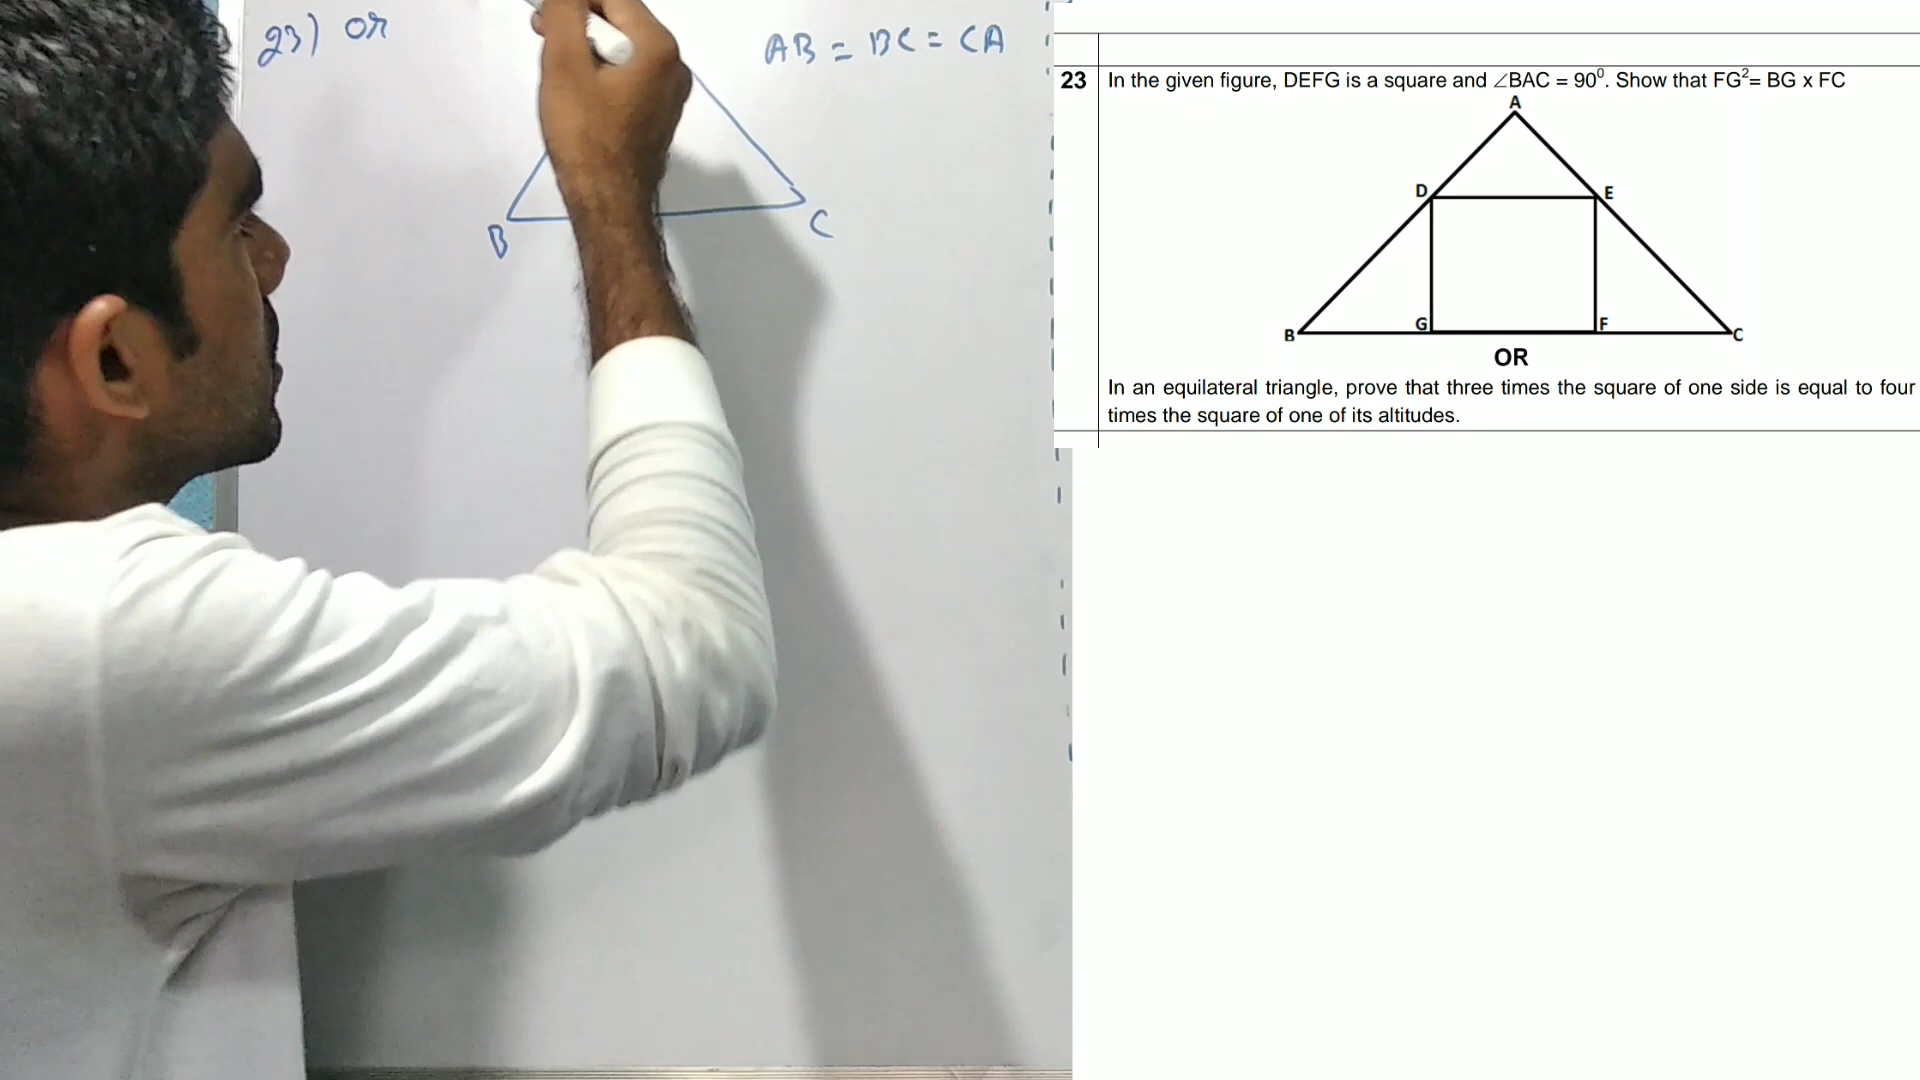 23) or
AB = BC = CA
B
C
23 In the given figure, DEFG is a square and ∠BAC = 90⁰. Show that FG²= BG x FC
A
D E
G F
B C
OR
In an equilateral triangle, prove that three times the square of one side is equal to four
times the square of one of its altitudes.